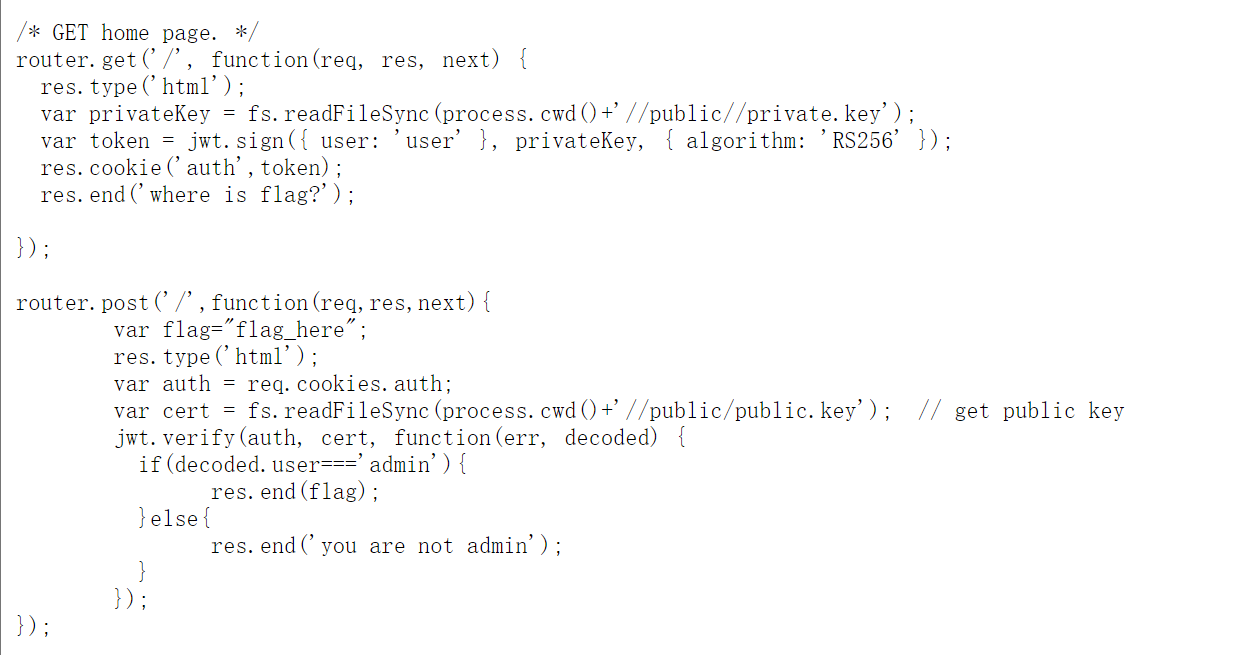 /* GET home page. */
router.get('/', function(req, res, next) {
  res.type('html');
  var privateKey = fs.readFileSync(process.cwd()+'//public//private.key');
  var token = jwt.sign({ user: 'user' }, privateKey, { algorithm: 'RS256' });
  res.cookie('auth',token);
  res.end('where is flag?');

});

router.post('/',function(req,res,next){
        var flag="flag_here";
        res.type('html');
        var auth = req.cookies.auth;
        var cert = fs.readFileSync(process.cwd()+'//public/public.key');  // get public key
        jwt.verify(auth, cert, function(err, decoded) {
          if(decoded.user==='admin'){
                res.end(flag);
          }else{
                res.end('you are not admin');
          }
        });
});